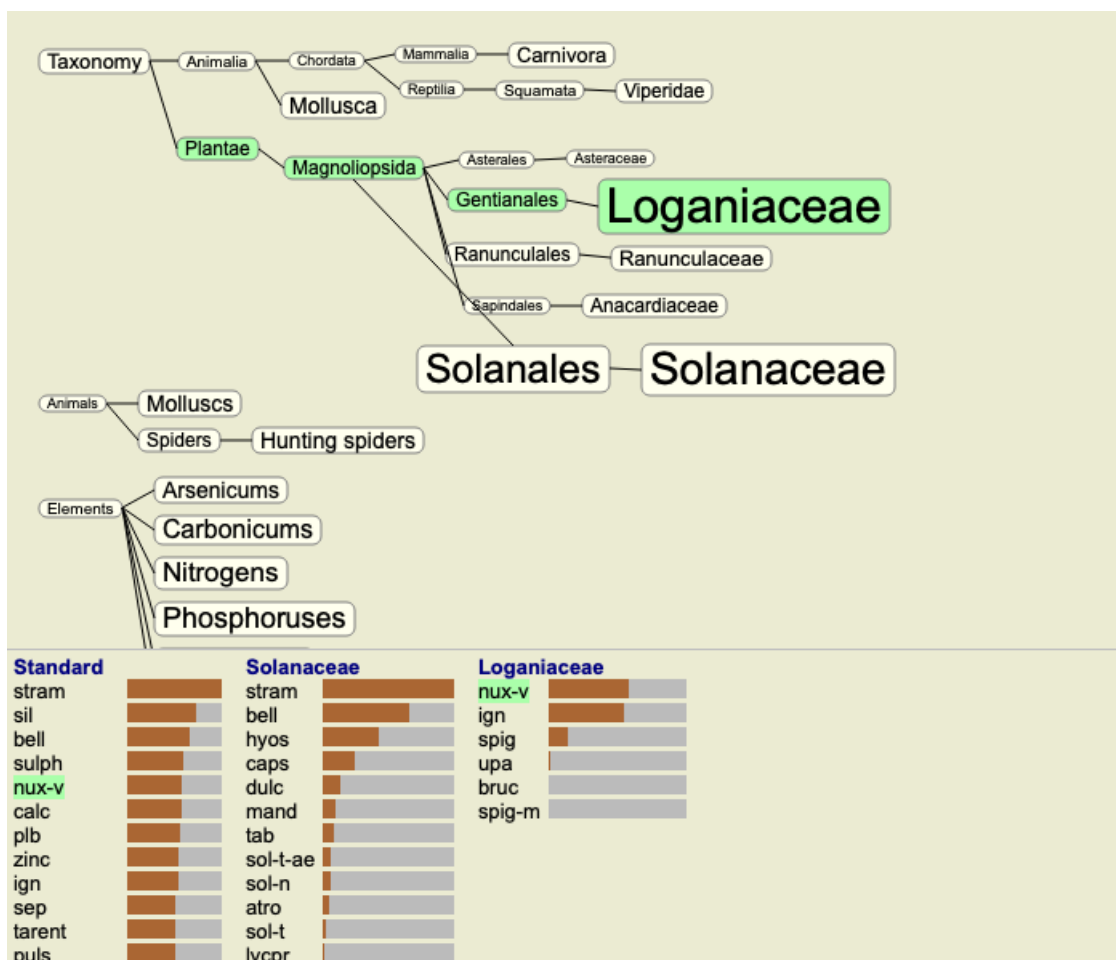 Taxonomy
Animalia
Chordata
Mammalia
Carnivora
Reptilia
Squamata
Viperidae
Mollusca
Plantae
Magnoliopsida
Asterales
Asteraceae
Gentianales
Loganiaceae
Ranunculales
Ranunculaceae
Sapindales
Anacardiaceae
Solanales
Solanaceae
Animals
Molluscs
Spiders
Hunting spiders
Elements
Arsenicums
Carbonicums
Nitrogens
Phosphoruses
Standard
stram
sil
bell
sulph
nux-v
calc
plb
zinc
ign
sep
tarent
puls
Solanaceae
stram
bell
hyos
caps
dulc
mand
tab
sol-t-ae
sol-n
atro
sol-t
lycpr
Loganiaceae
nux-v
ign
spig
upa
bruc
spig-m